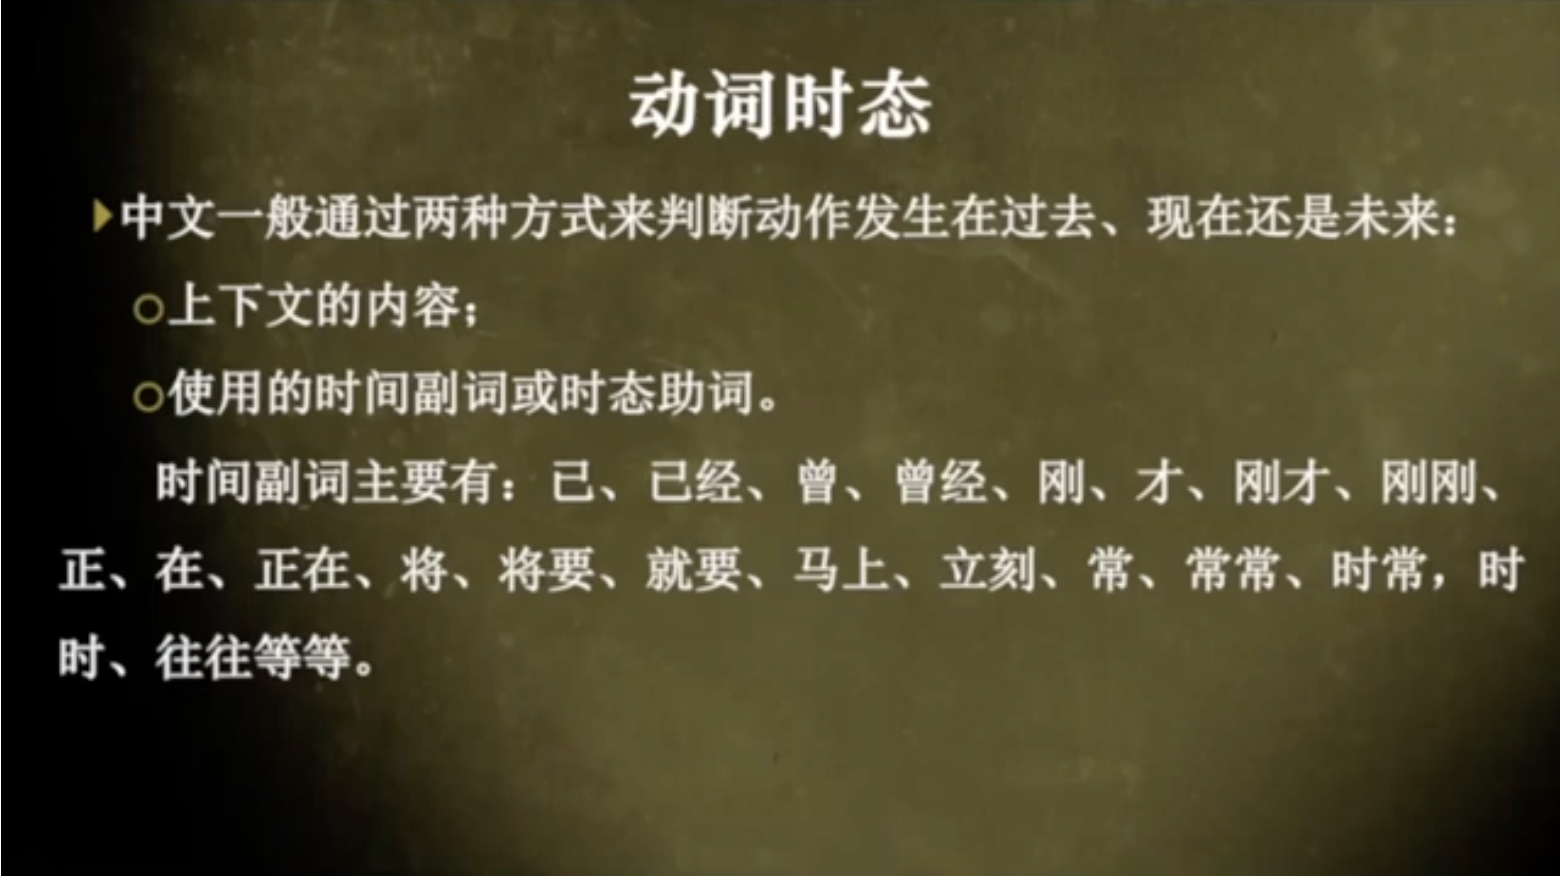 动词时态
中文一般通过两种方式来判断动作发生在过去、现在还是未来：
上下文的内容；
使用的时间副词或时态助词。
时间副词主要有：已、已经、曾、曾经、刚、才、刚才、刚刚、
正、在、正在、将、将要、就要、马上、立刻、常、常常、时常，时
时、往往等等。